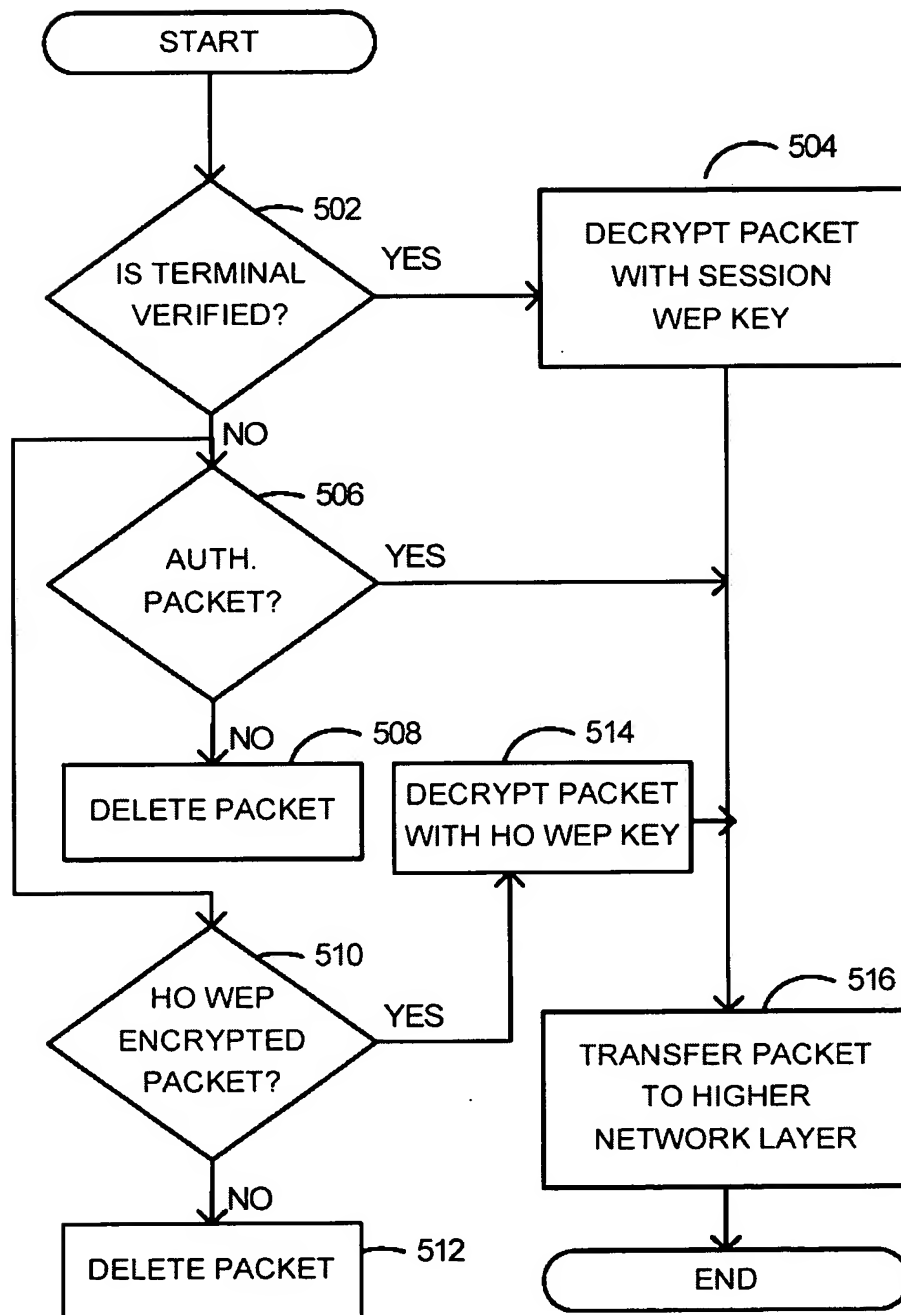 START
502
IS TERMINAL
VERIFIED?
YES
504
DECRYPT PACKET
WITH SESSION
WEP KEY
NO
506
AUTH.
PACKET?
YES
NO
508
DELETE PACKET
514
DECRYPT PACKET
WITH HO WEP KEY
510
HO WEP
ENCRYPTED
PACKET?
YES
516
TRANSFER PACKET
TO HIGHER
NETWORK LAYER
NO
DELETE PACKET
512
END